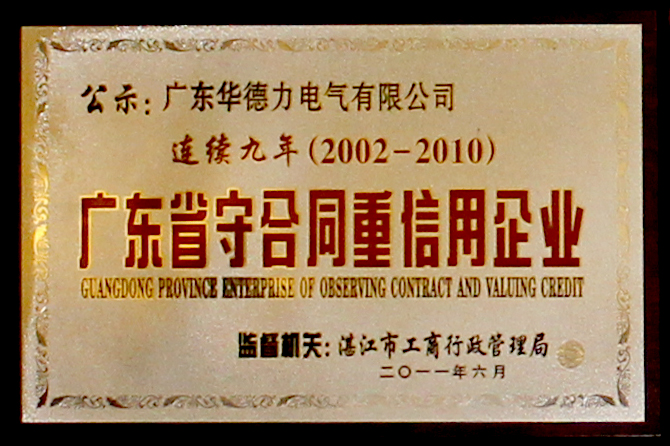 公示：广东华德力电气有限公司
连续九年(2002-2010)
广东省守合同重信用企业
GUANGDONG PROVINCE ENTERPRISE OF OBSERVING CONTRACT AND VALUING CREDIT
监督机关：湛江市工商行政管理局
二〇一一年六月